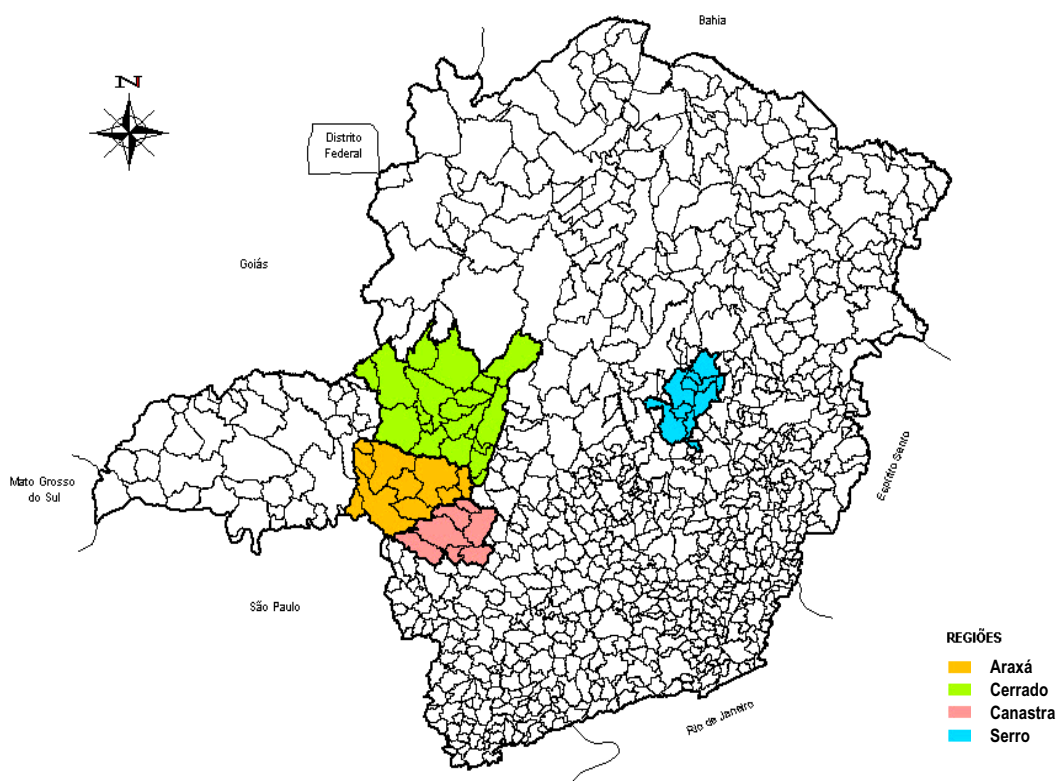 Bahia
N
Distrito
Federal
Goiás
Mato Grosso
do Sul
Espírito Santo
São Paulo
Rio de Janeiro
REGIÕES
Araxá
Cerrado
Canastra
Serro